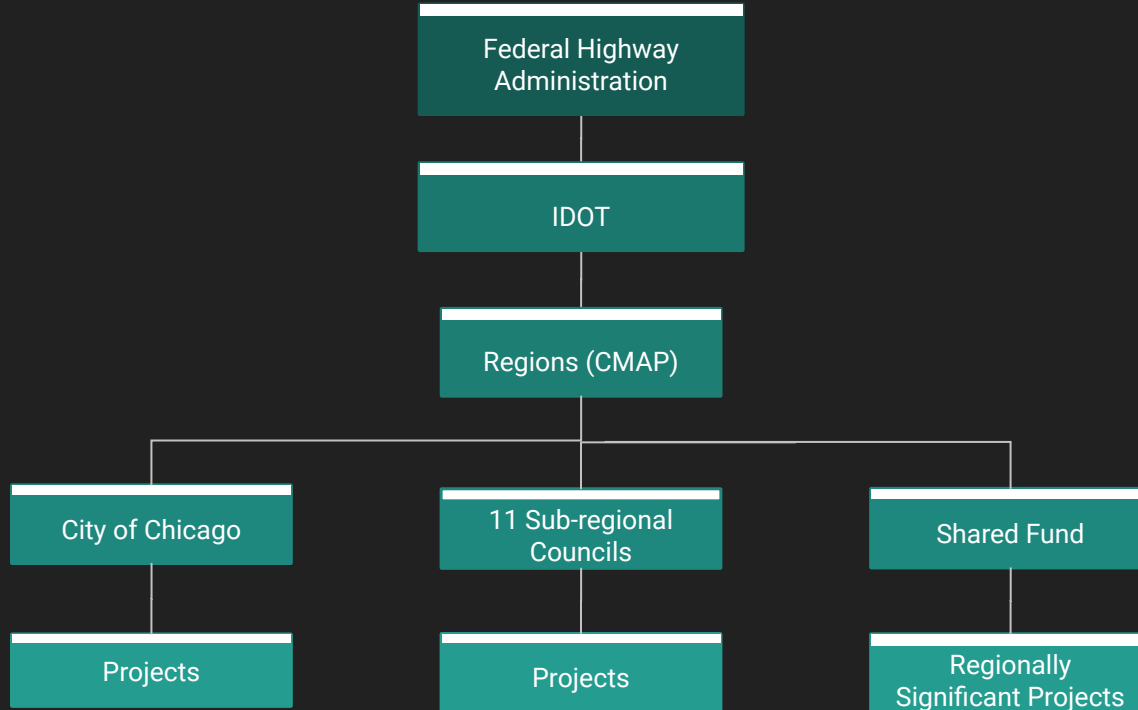 Federal Highway
Administration
IDOT
Regions (CMAP)
City of Chicago
11 Sub-regional
Councils
Shared Fund
Projects
Projects
Regionally
Significant Projects